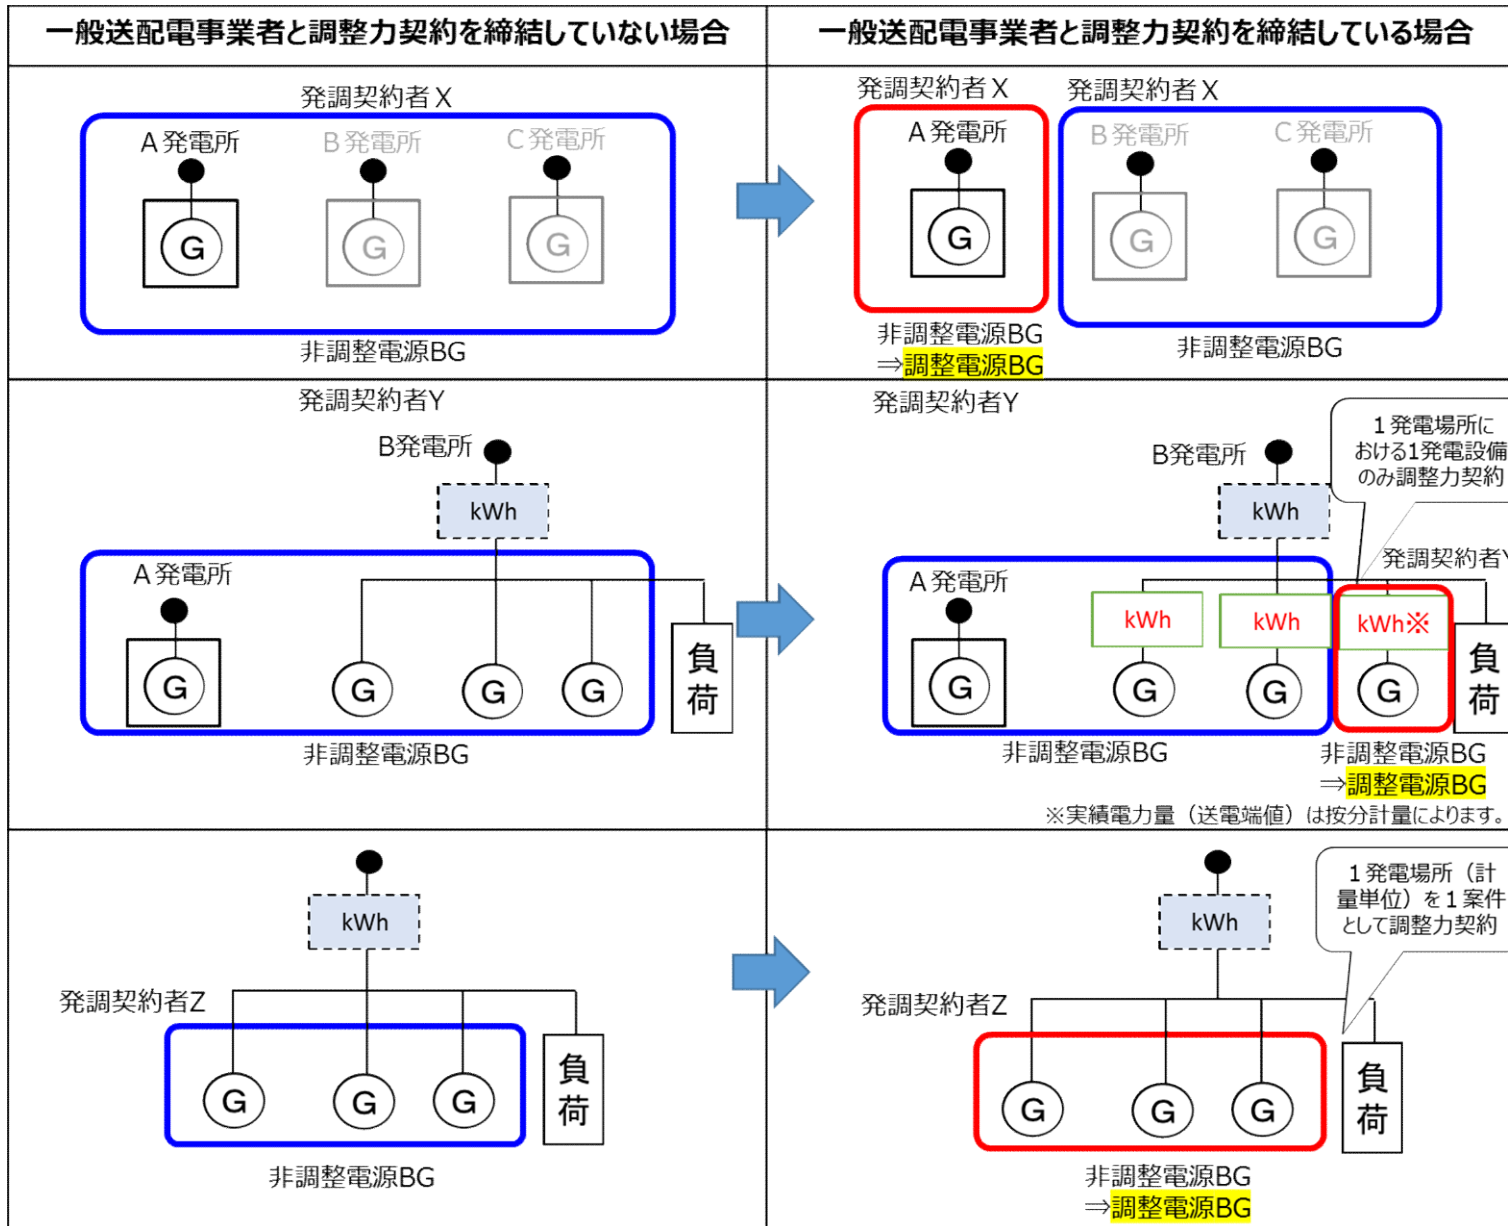 一般送配電事業者と調整力契約を締結していない場合
一般送配電事業者と調整力契約を締結している場合
発調契約者X
A発電所
B発電所
C発電所
G
G
G
非調整電源BG
発調契約者X
発調契約者X
A発電所
B発電所
C発電所
G
G
G
非調整電源BG
⇒調整電源BG
非調整電源BG
発調契約者Y
B発電所
kWh
A発電所
G
G
G
G
負
荷
非調整電源BG
発調契約者Y
B発電所
kWh
1発電場所に
おける1発電設備
のみ調整力契約
発調契約者Y
A発電所
kWh
kWh
kWh※
G
G
G
G
負
荷
非調整電源BG
非調整電源BG
⇒調整電源BG
※実績電力量（送電端値）は按分計量によります。
kWh
発調契約者Z
G
G
G
負
荷
非調整電源BG
kWh
1発電場所（計
量単位）を1案件
として調整力契約
発調契約者Z
G
G
G
負
荷
非調整電源BG
⇒調整電源BG